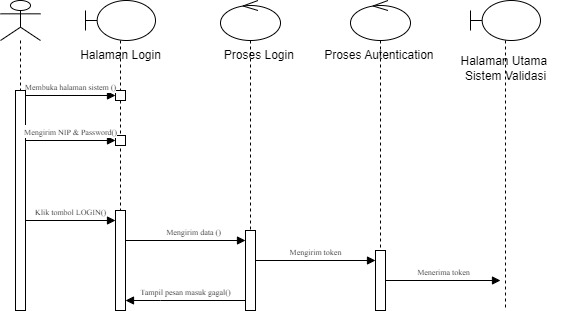 Halaman Login
Proses Login
Proses Autentication
Halaman Utama
Sistem Validasi
Membuka halaman sistem ()
Mengirim NIP & Password()
Klik tombol LOGIN()
Mengirim data ()
Mengirim token
Menerima token
Tampil pesan masuk gagal()